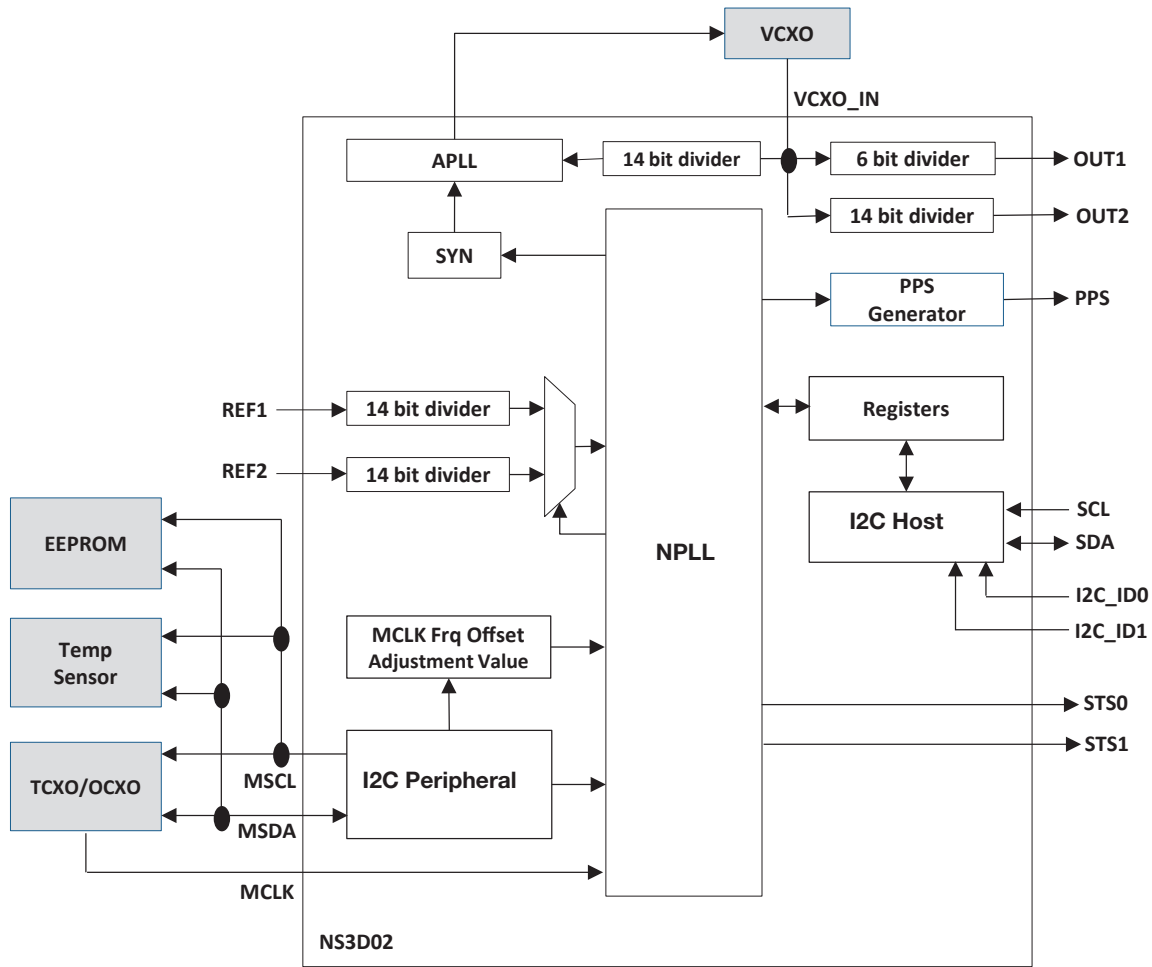 VCXO
VCXO_IN
APLL
14 bit divider
6 bit divider
OUT1
14 bit divider
OUT2
SYN
PPS
Generator
PPS
REF1
14 bit divider
Registers
REF2
14 bit divider
EEPROM
NPLL
I2C Host
SCL
SDA
I2C_ID0
I2C_ID1
Temp
Sensor
MCLK Frq Offset
Adjustment Value
STS0
STS1
TCXO/OCXO
MSCL
I2C Peripheral
MSDA
MCLK
NS3D02